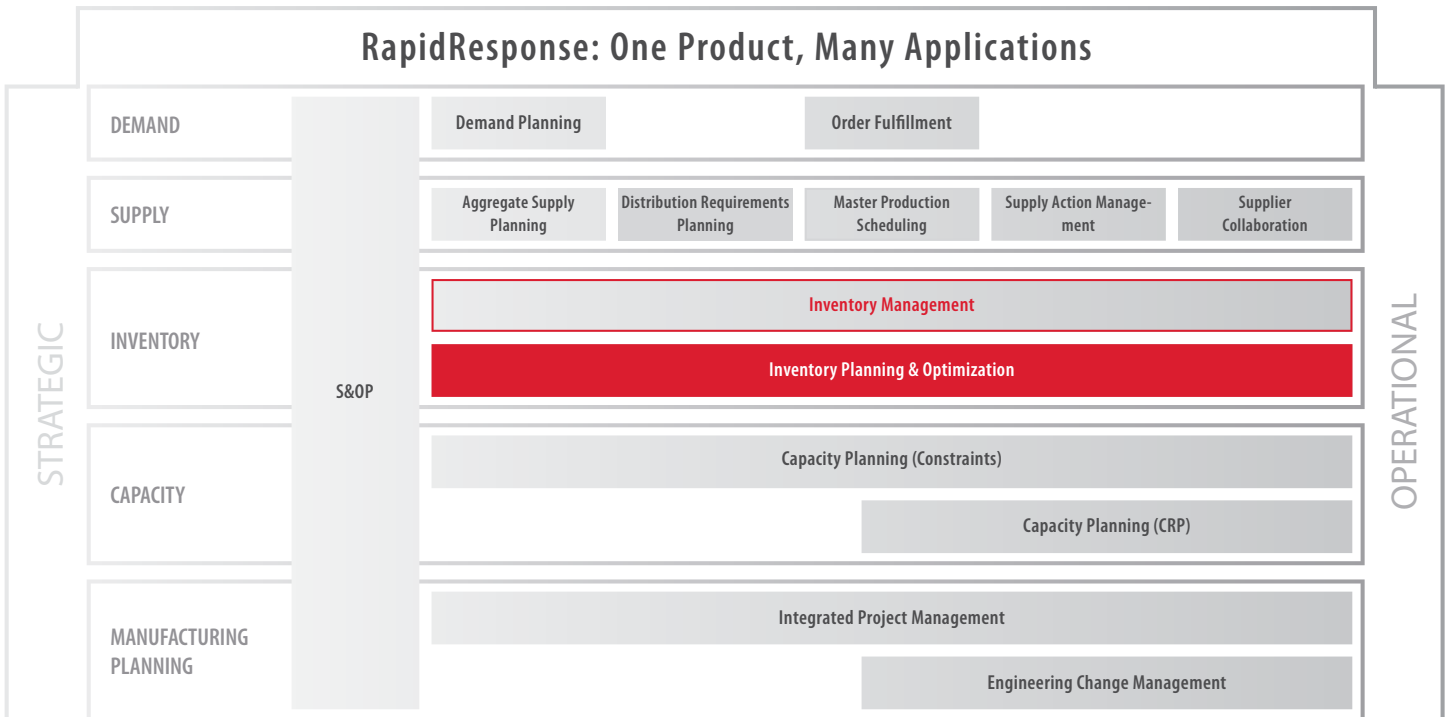 RapidResponse: One Product, Many Applications
STRATEGIC
OPERATIONAL
DEMAND
S&OP
Demand Planning
Order Fulfillment
SUPPLY
Aggregate Supply
Planning
Distribution Requirements
Planning
Master Production
Scheduling
Supply Action Manage-
ment
Supplier
Collaboration
INVENTORY
Inventory Management
Inventory Planning & Optimization
CAPACITY
Capacity Planning (Constraints)
Capacity Planning (CRP)
MANUFACTURING
PLANNING
Integrated Project Management
Engineering Change Management